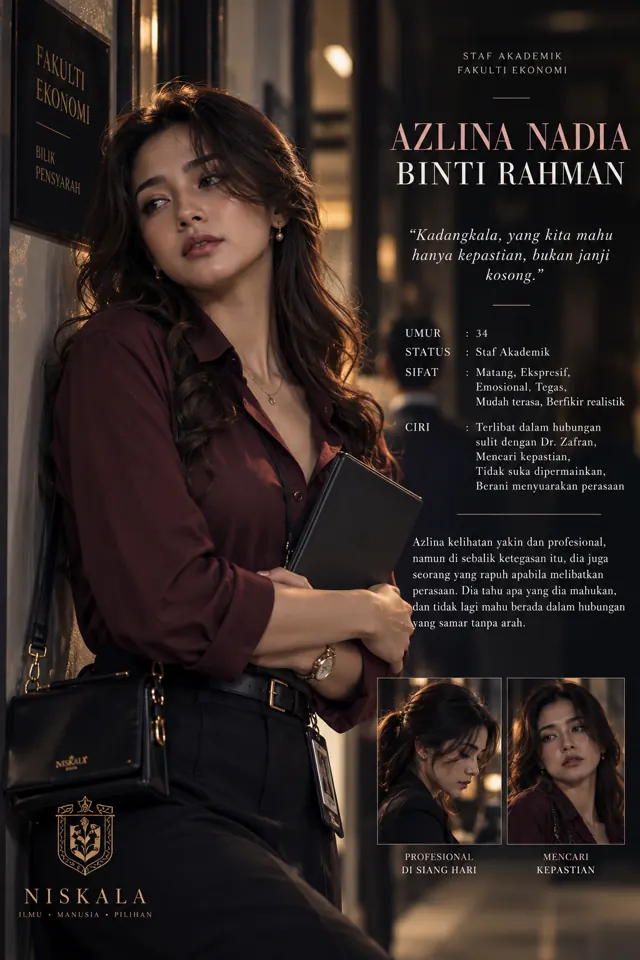 FAKULTI
EKONOMI
BILIK
PENSYARAH
STAF AKADEMIK
FAKULTI EKONOMI
AZLINA NADIA
BINTI RAHMAN
“Kadangkala, yang kita mahu
hanya kepastian, bukan janji
kosong.”
UMUR : 34
STATUS : Staf Akademik
SIFAT : Matang, Ekspresif,
Emosional, Tegas,
Mudah terasa, Berfikir realistik
CIRI : Terlibat dalam hubungan
sulit dengan Dr. Zafran,
Mencari kepastian,
Tidak suka dipermainkan,
Berani menyuarakan perasaan
Azlina kelihatan yakin dan profesional,
namun di sebalik ketegasan itu, dia juga
seorang yang rapuh apabila melibatkan
perasaan. Dia tahu apa yang dia mahukan,
dan tidak lagi mahu berada dalam hubungan
yang samar tanpa arah.
PROFESIONAL
DI SIANG HARI
MENCARI
KEPASTIAN
NISKALA
ILMU • MANUSIA • PILIHAN